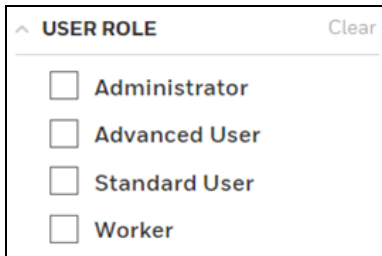 USER ROLE Clear
Administrator
Advanced User
Standard User
Worker